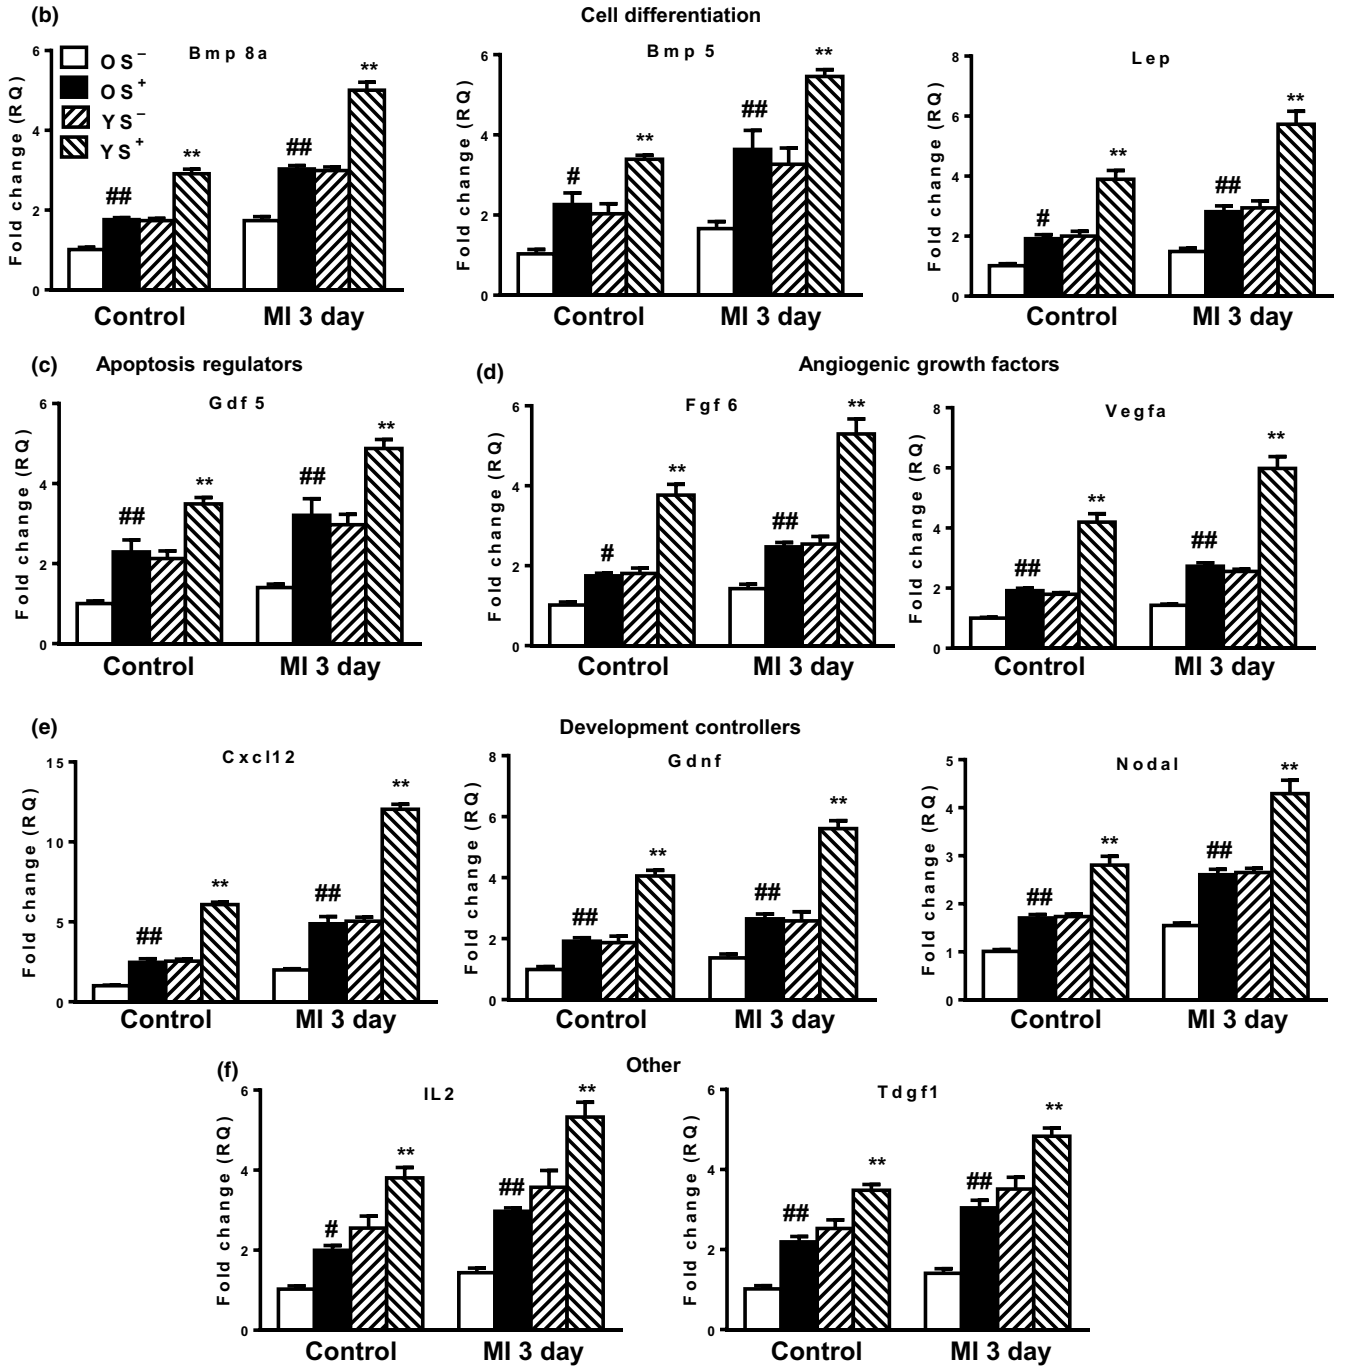 (b) Cell differentiation
Bmp 8a
Bmp 5
Lep
OS⁻
OS⁺
YS⁻
YS⁺
Fold change (RQ)
6
4
2
0
## ** ## **
Control MI 3 day
Fold change (RQ)
6
4
2
0
# ** ## **
Control MI 3 day
Fold change (RQ)
8
6
4
2
0
# ** ## **
Control MI 3 day
(c) Apoptosis regulators
Gdf 5
Fold change (RQ)
6
4
2
0
## ** ## **
Control MI 3 day
(d) Angiogenic growth factors
Fgf 6
Fold change (RQ)
6
4
2
0
# ** ## **
Control MI 3 day
Vegfa
Fold change (RQ)
8
6
4
2
0
## ** ## **
Control MI 3 day
(e) Development controllers
Cxcl12
Fold change (RQ)
15
10
5
0
## ** ## **
Control MI 3 day
Gdnf
Fold change (RQ)
8
6
4
2
0
## ** ## **
Control MI 3 day
Nodal
Fold change (RQ)
5
4
3
2
1
0
## ** ## **
Control MI 3 day
(f) Other
IL2
Fold change (RQ)
6
4
2
0
# ** ## **
Control MI 3 day
Tdgf1
Fold change (RQ)
6
4
2
0
## ** ## **
Control MI 3 day